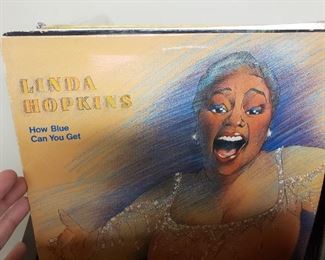 LINDA
HOPKINS
How Blue
Can You Get